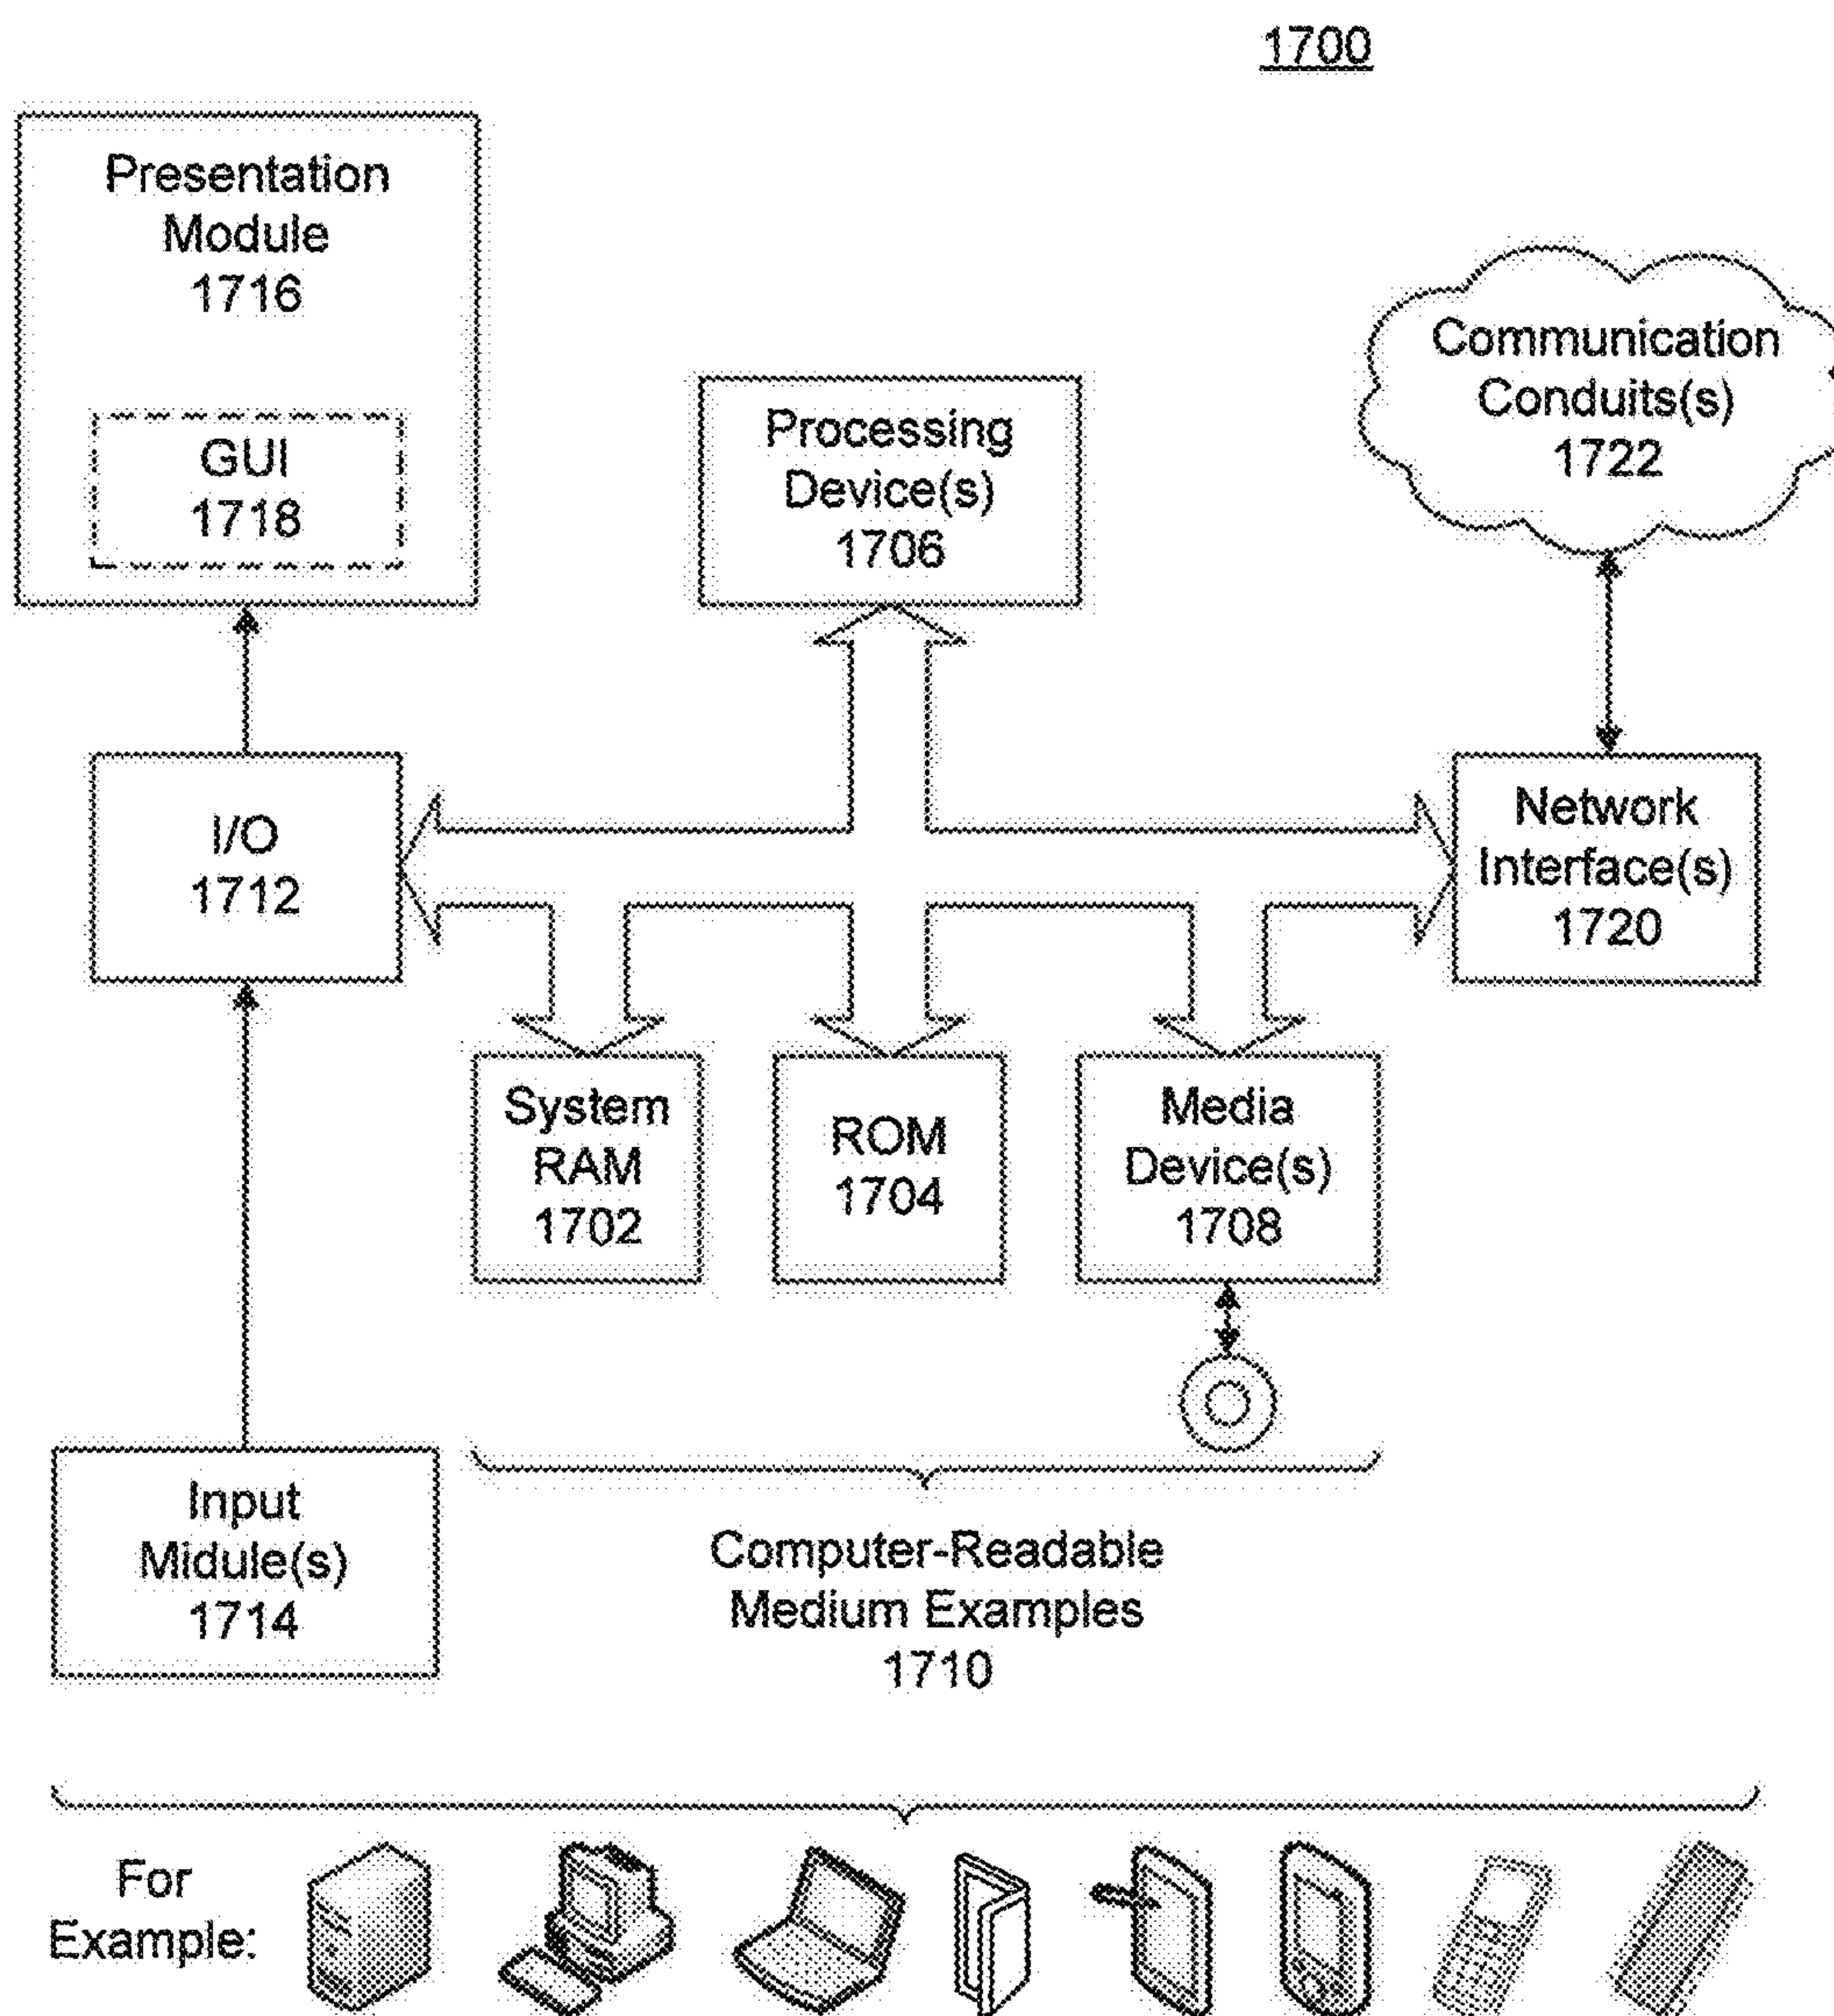 1700
Presentation
Module
1716
GUI
1718
Processing
Device(s)
1706
Communication
Conduits(s)
1722
I/O
1712
Network
Interface(s)
1720
System
RAM
1702
ROM
1704
Media
Device(s)
1708
Input
Midule(s)
1714
Computer-Readable
Medium Examples
1710
For
Example: